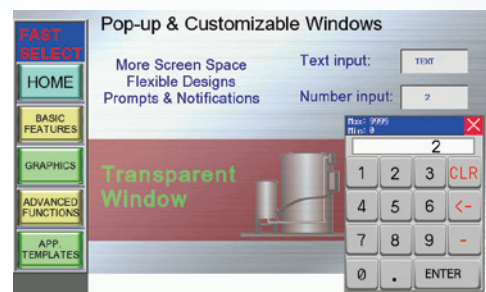 FAST
SELECT
HOME
BASIC
FEATURES
GRAPHICS
ADVANCED
FUNCTIONS
APP.
TEMPLATES
Pop-up & Customizable Windows
More Screen Space
Flexible Designs
Prompts & Notifications
Text input: TEXT
Number input: 2
Transparent
Window
Max: 9999
Min: 0
2
1 2 3 CLR
4 5 6 <-
7 8 9 -
0 . ENTER